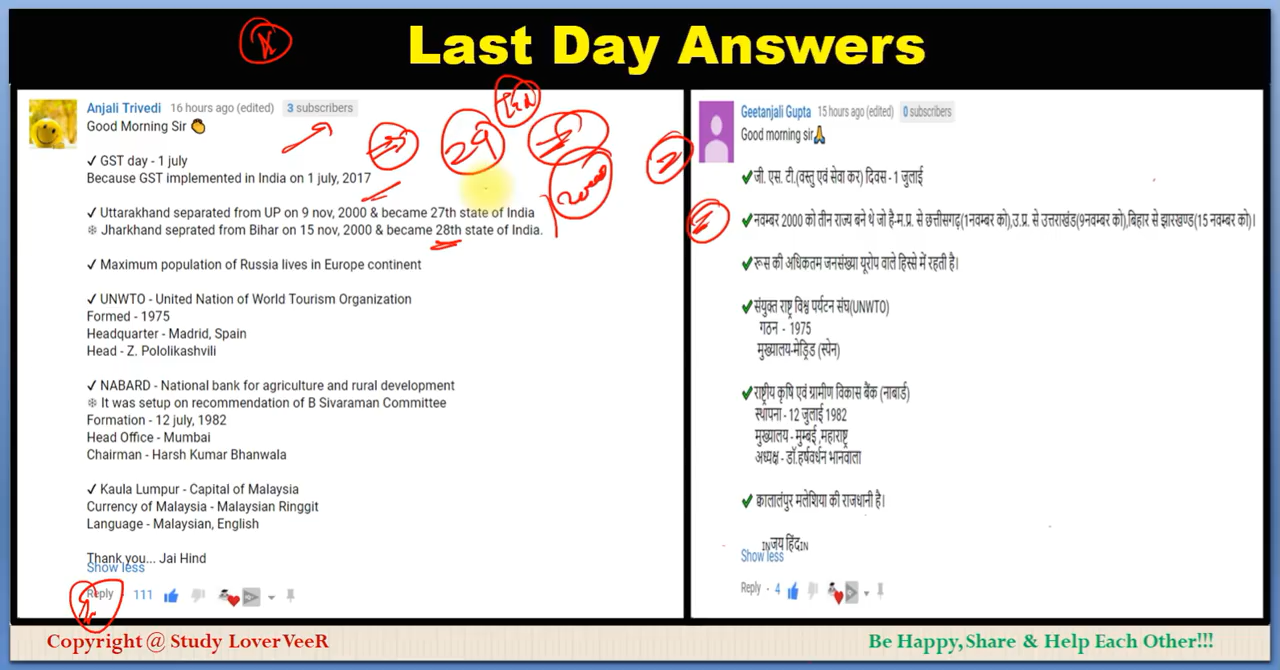 Last Day Answers
Anjali Trivedi 16 hours ago (edited) 3 subscribers
Good Morning Sir
✓ GST day - 1 july
Because GST implemented in India on 1 july, 2017
✓ Uttarakhand separated from UP on 9 nov, 2000 & became 27th state of India
❄ Jharkhand seprated from Bihar on 15 nov, 2000 & became 28th state of India.
✓ Maximum population of Russia lives in Europe continent
✓ UNWTO - United Nation of World Tourism Organization
Formed - 1975
Headquarter - Madrid, Spain
Head - Z. Pololikashvili
✓ NABARD - National bank for agriculture and rural development
❄ It was setup on recommendation of B Sivaraman Committee
Formation - 12 july, 1982
Head Office - Mumbai
Chairman - Harsh Kumar Bhanwala
✓ Kaula Lumpur - Capital of Malaysia
Currency of Malaysia - Malaysian Ringgit
Language - Malaysian, English
Thank you... Jai Hind
Show less
Reply 111
29
2000
Geetanjali Gupta 15 hours ago (edited) 0 subscribers
Good morning sir
✔ जी. एस. टी.(वस्तु एवं सेवा कर) दिवस - 1 जुलाई
✔ नवम्बर 2000 को तीन राज्य बने थे जो है-म.प्र. से छत्तीसगढ़(1नवम्बर को),उ.प्र. से उत्तराखंड(9नवम्बर को),बिहार से झारखण्ड(15 नवम्बर को)।
✔ रूस की अधिकतम जनसंख्या यूरोप वाले हिस्से में रहती है।
✔ संयुक्त राष्ट्र विश्व पर्यटन संघ(UNWTO)
गठन - 1975
मुख्यालय-मेड्रिड (स्पेन)
✔ राष्ट्रीय कृषि एवं ग्रामीण विकास बैंक (नाबार्ड)
स्थापना - 12 जुलाई 1982
मुख्यालय - मुम्बई ,महाराष्ट्र
अध्यक्ष - डॉ.हर्षवर्धन भानवाला
✔ क्वालालंपुर मलेशिया की राजधानी है।
IN जय हिंद IN
Show less
Reply · 4
Copyright @ Study LoverVeeR
Be Happy,Share & Help Each Other!!!